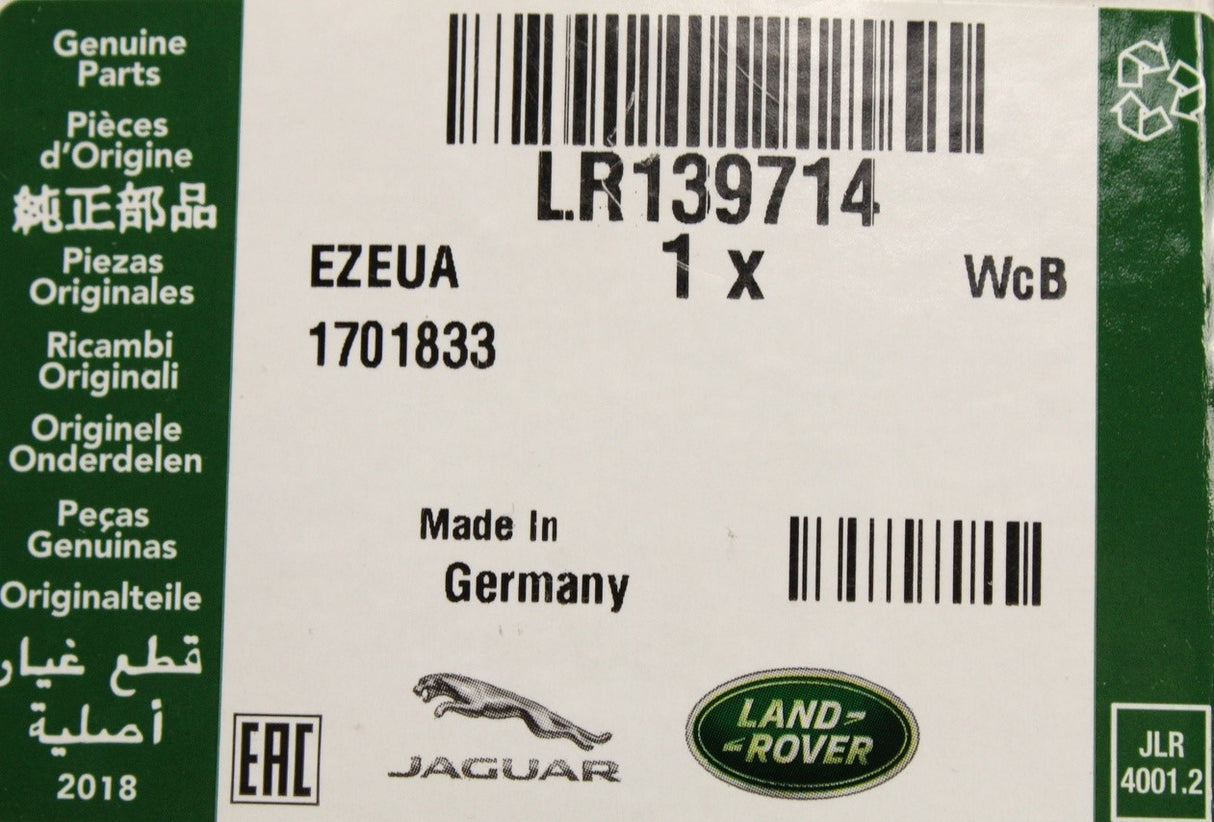 Genuine
Parts
Pièces
d'Origine
純正部品
Piezas
Originales
Ricambi
Originali
Originele
Onderdelen
Peças
Genuinas
Originalteile
قطع غيار
أصلية
2018
LR139714
EZEUA 1 x WcB
1701833
Made In
Germany
EAC
JAGUAR
LAND-
-ROVER
JLR
4001.2